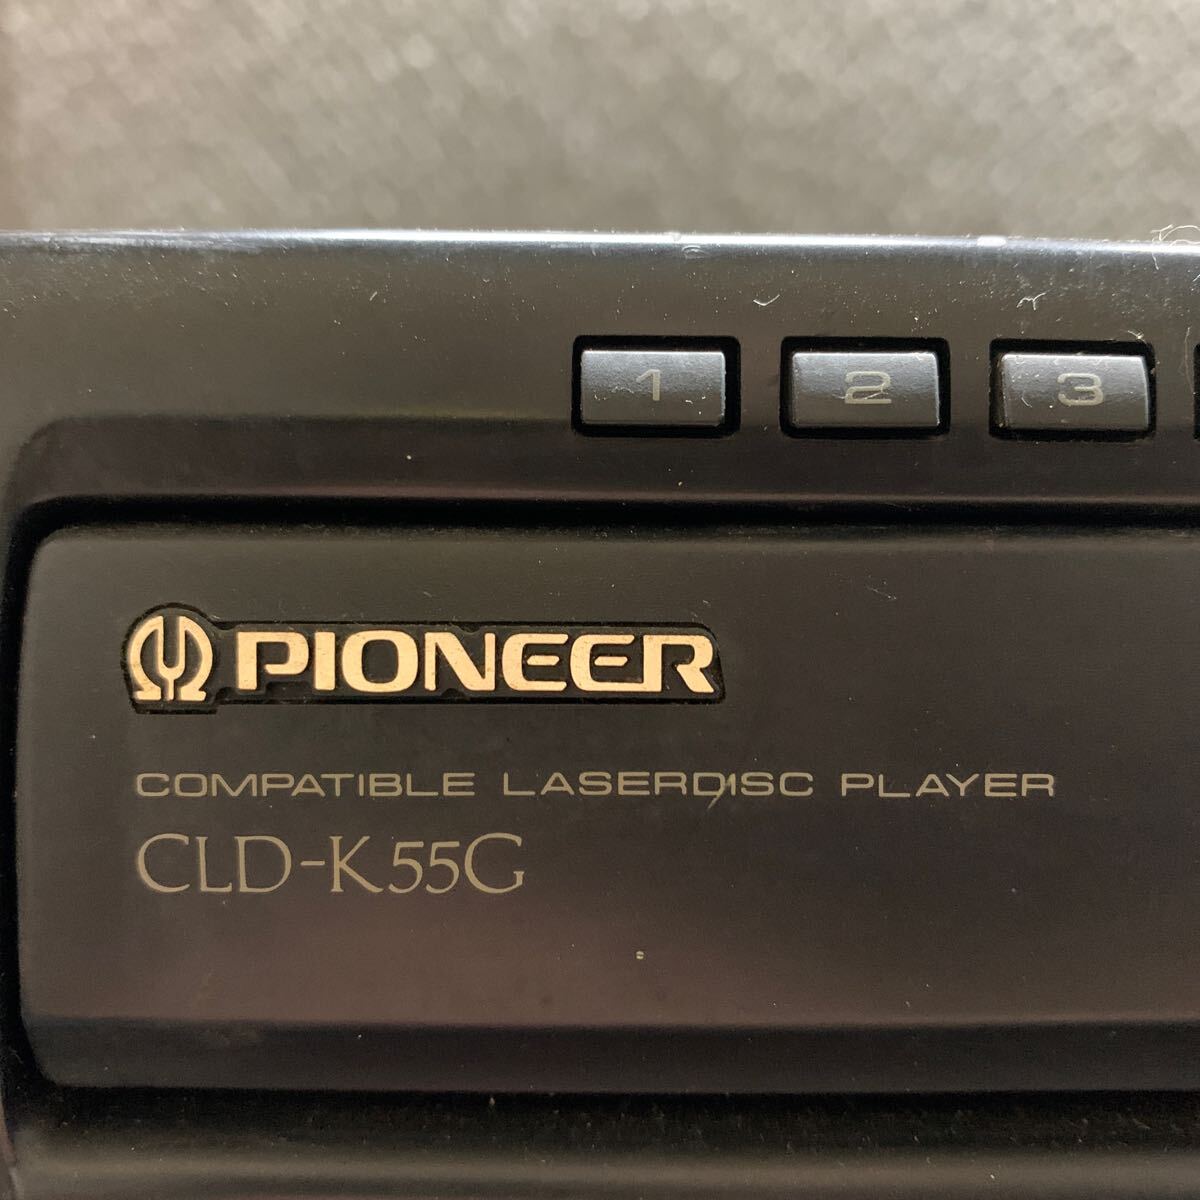 1 2 3
PIONEER
COMPATIBLE LASERDISC PLAYER
CLD-K55G